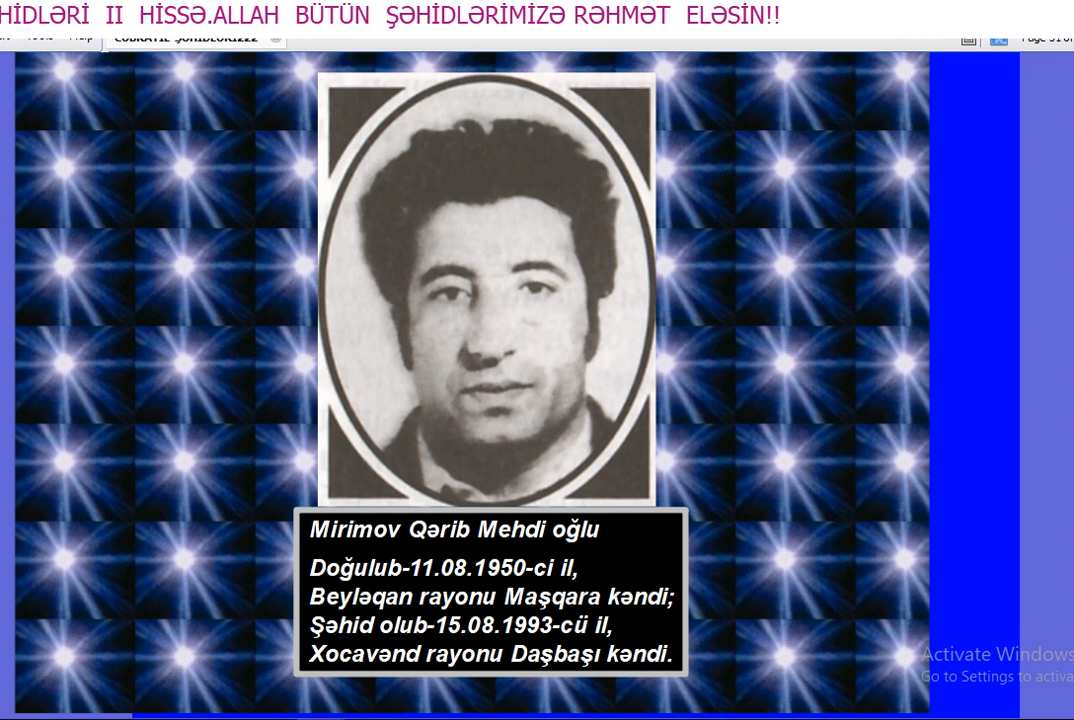 HİDLƏRİ II HİSSƏ.ALLAH BÜTÜN ŞƏHİDLƏRİMİZƏ RƏHMƏT ELƏSİN!!
Mirimov Qərib Mehdi oğlu
Doğulub-11.08.1950-ci il,
Beyləqan rayonu Maşqara kəndi;
Şəhid olub-15.08.1993-cü il,
Xocavənd rayonu Daşbaşı kəndi.
Activate Windows
Go to Settings to activa